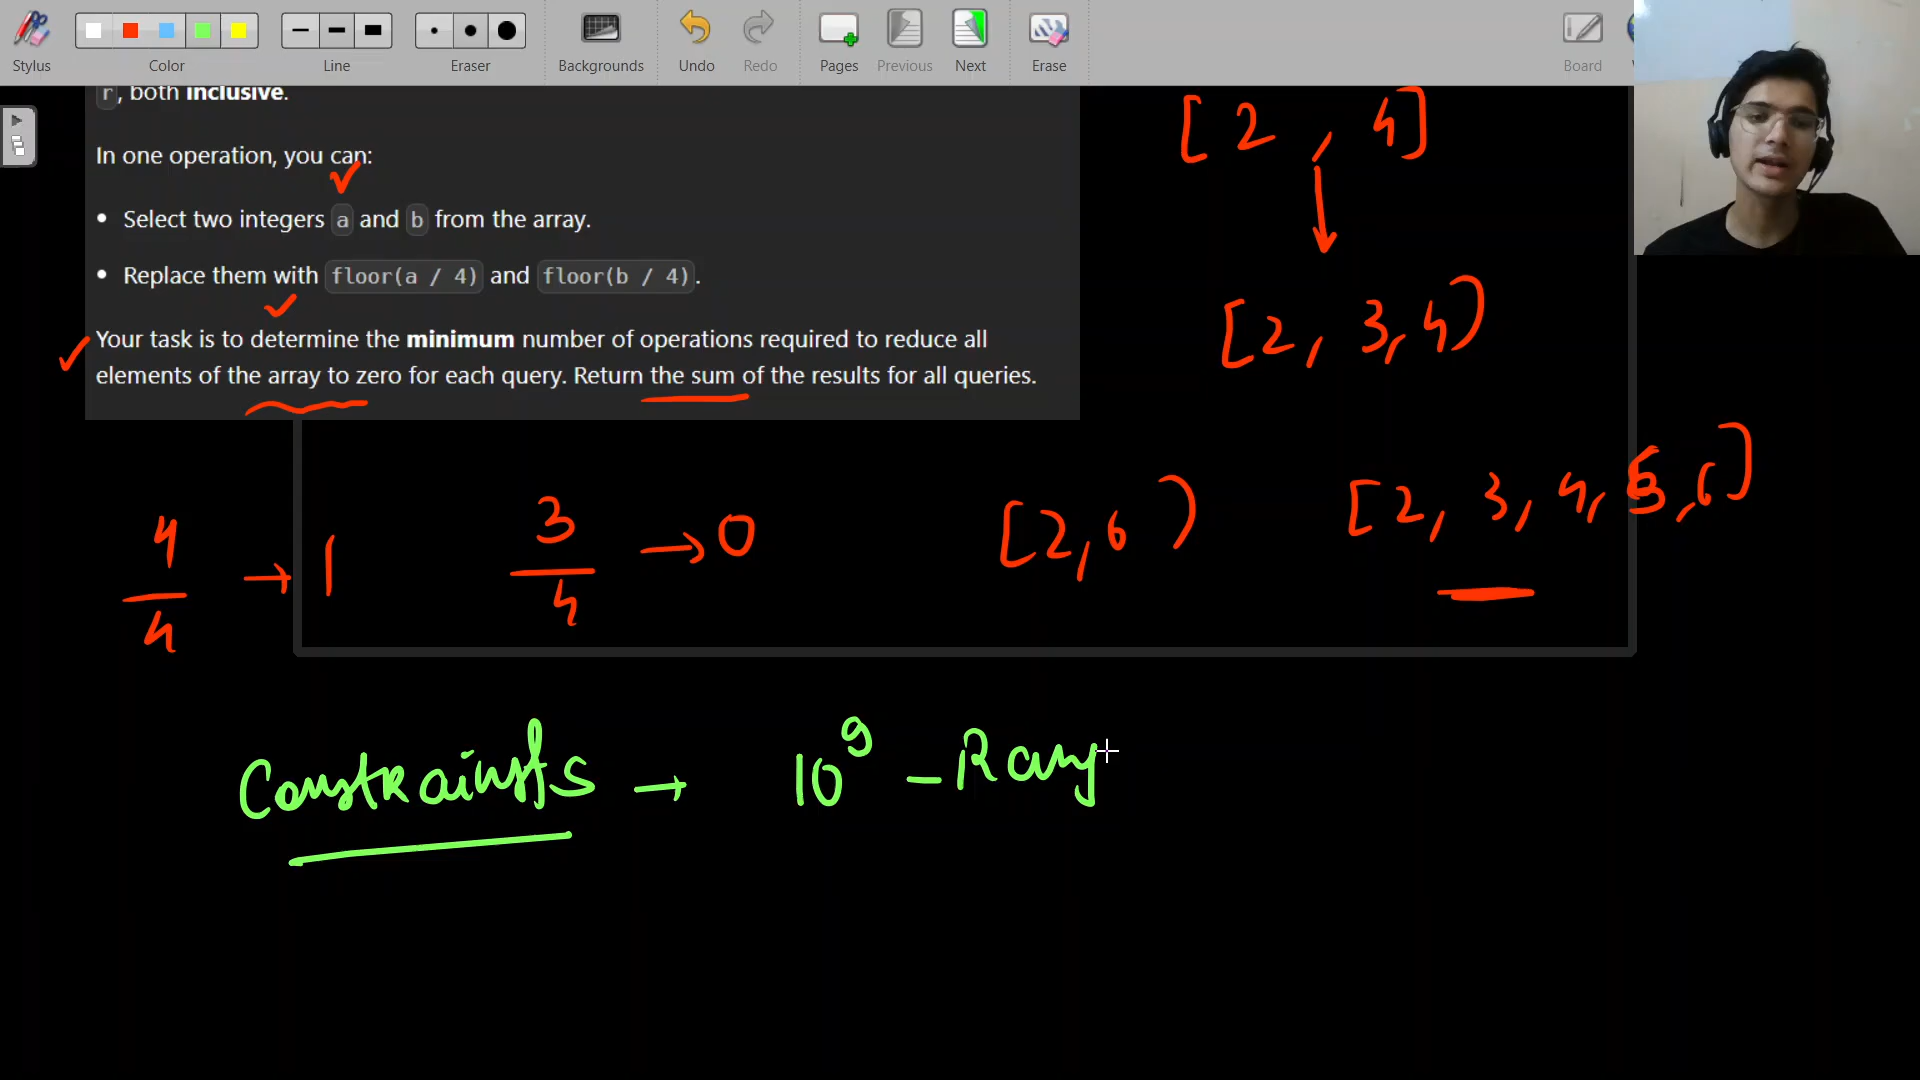 Stylus
Color
Line
Eraser
Backgrounds
Undo
Redo
Pages
Previous
Next
Erase
Board
r, both inclusive.
In one operation, you can:
• Select two integers a and b from the array.
• Replace them with floor(a / 4) and floor(b / 4).
Your task is to determine the minimum number of operations required to reduce all
elements of the array to zero for each query. Return the sum of the results for all queries.
[2, 4]
[2, 3, 4)
4
4
→ 1
3
4
→ 0
[2, 6)
[2, 3, 4, 5, 6]
Constraints → 10^9 - Rang